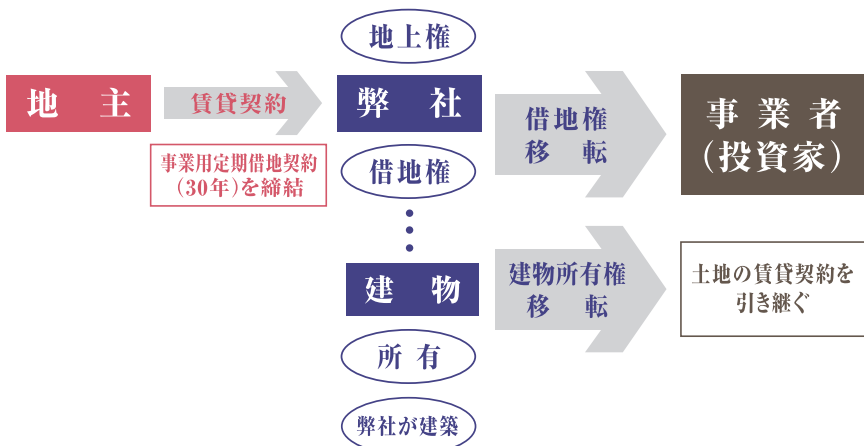 地上権
地主
賃貸契約
弊社
借地権
移転
事業者
(投資家)
事業用定期借地契約
(30年)を締結
借地権
建物
建物所有権
移転
土地の賃貸契約を
引き継ぐ
所有
弊社が建築